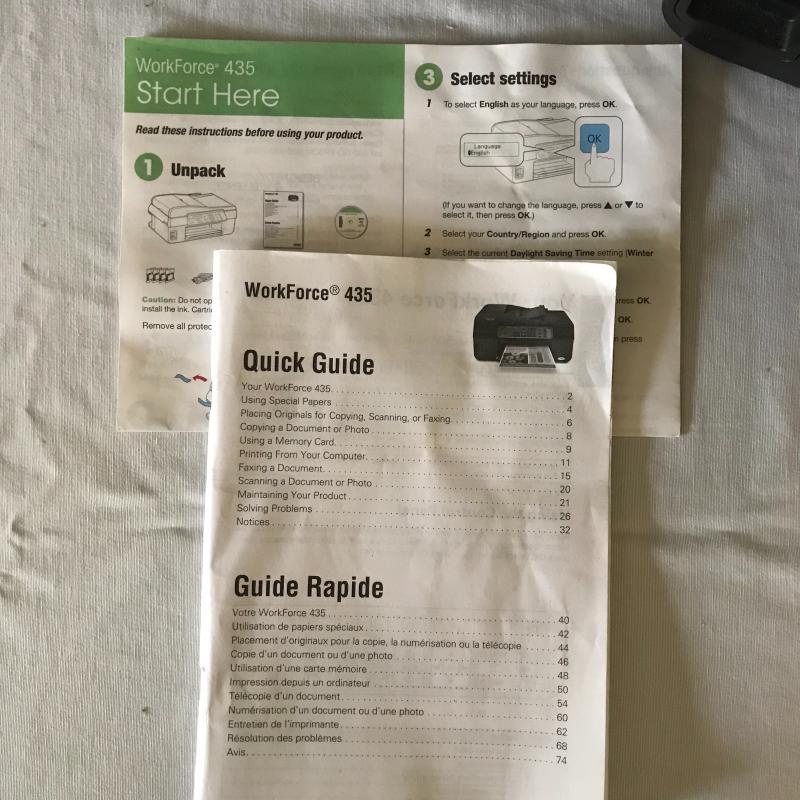 WorkForce® 435
Start Here
Read these instructions before using your product.
1 Unpack
Caution: Do not op
install the ink. Cartri
Remove all protec
3 Select settings
1 To select English as your language, press OK.
Language
English
OK
(If you want to change the language, press ▲ or ▼ to
select it, then press OK.)
2 Select your Country/Region and press OK.
3 Select the current Daylight Saving Time setting (Winter
press OK.
OK.
press
WorkForce® 435
Quick Guide
Your WorkForce 435. . . . . . . . . . 2
Using Special Papers . . . . . . . . . . 4
Placing Originals for Copying, Scanning, or Faxing. . . . . . . . . . 6
Copying a Document or Photo . . . . . . . . . . 8
Using a Memory Card. . . . . . . . . . 9
Printing From Your Computer. . . . . . . . . . 11
Faxing a Document. . . . . . . . . . 15
Scanning a Document or Photo . . . . . . . . . . 20
Maintaining Your Product . . . . . . . . . . 21
Solving Problems . . . . . . . . . . 26
Notices . . . . . . . . . . 32
Guide Rapide
Votre WorkForce 435 . . . . . . . . . . 40
Utilisation de papiers spéciaux. . . . . . . . . . 42
Placement d'originaux pour la copie, la numérisation ou la télécopie . . . . . 44
Copie d'un document ou d'une photo . . . . . . . . . . 46
Utilisation d'une carte mémoire . . . . . . . . . . 48
Impression depuis un ordinateur . . . . . . . . . . 50
Télécopie d'un document. . . . . . . . . . 54
Numérisation d'un document ou d'une photo . . . . . . . . . . 60
Entretien de l'imprimante. . . . . . . . . . 62
Résolution des problèmes . . . . . . . . . . 68
Avis. . . . . . . . . . 74